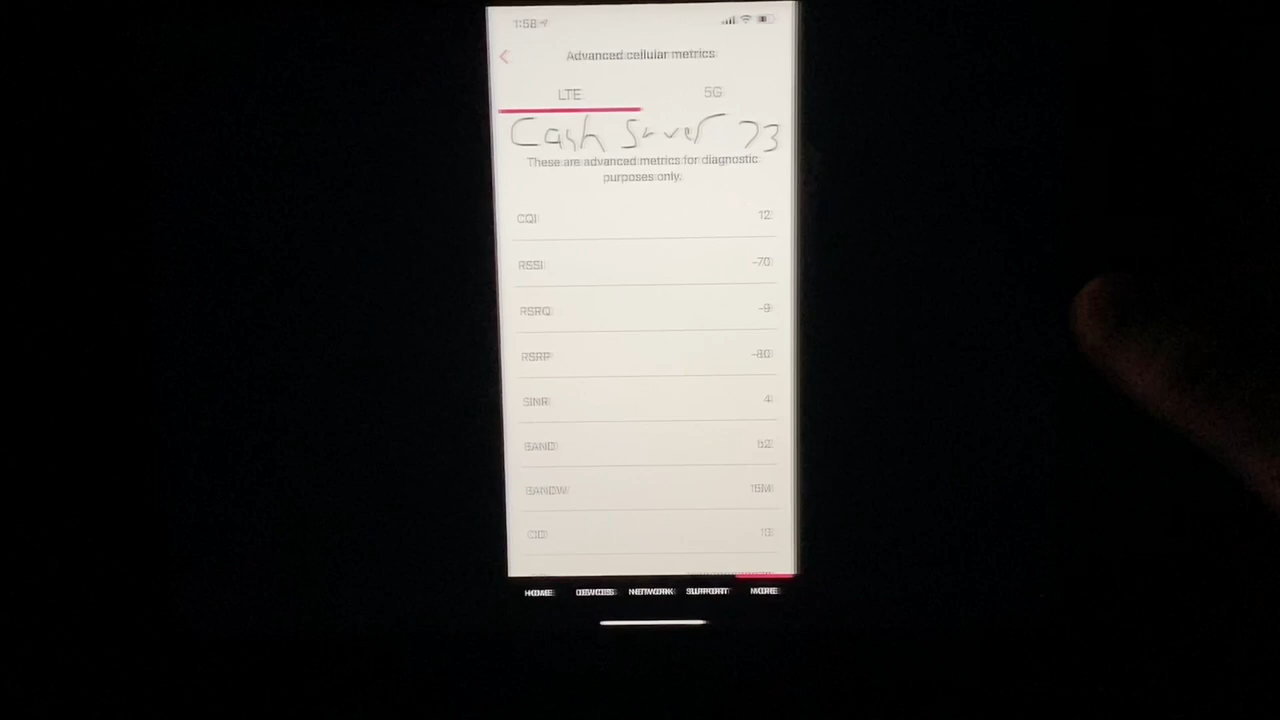 1:58
Advanced cellular metrics
LTE 5G
Cash Saver 73
These are advanced metrics for diagnostic
purposes only.
CQI 12
RSSI -70
RSRQ -9
RSRP -80
SINR 4
BAND b2
BANDW 15M
CID
HOME DEVICES NETWORK SUPPORT MORE